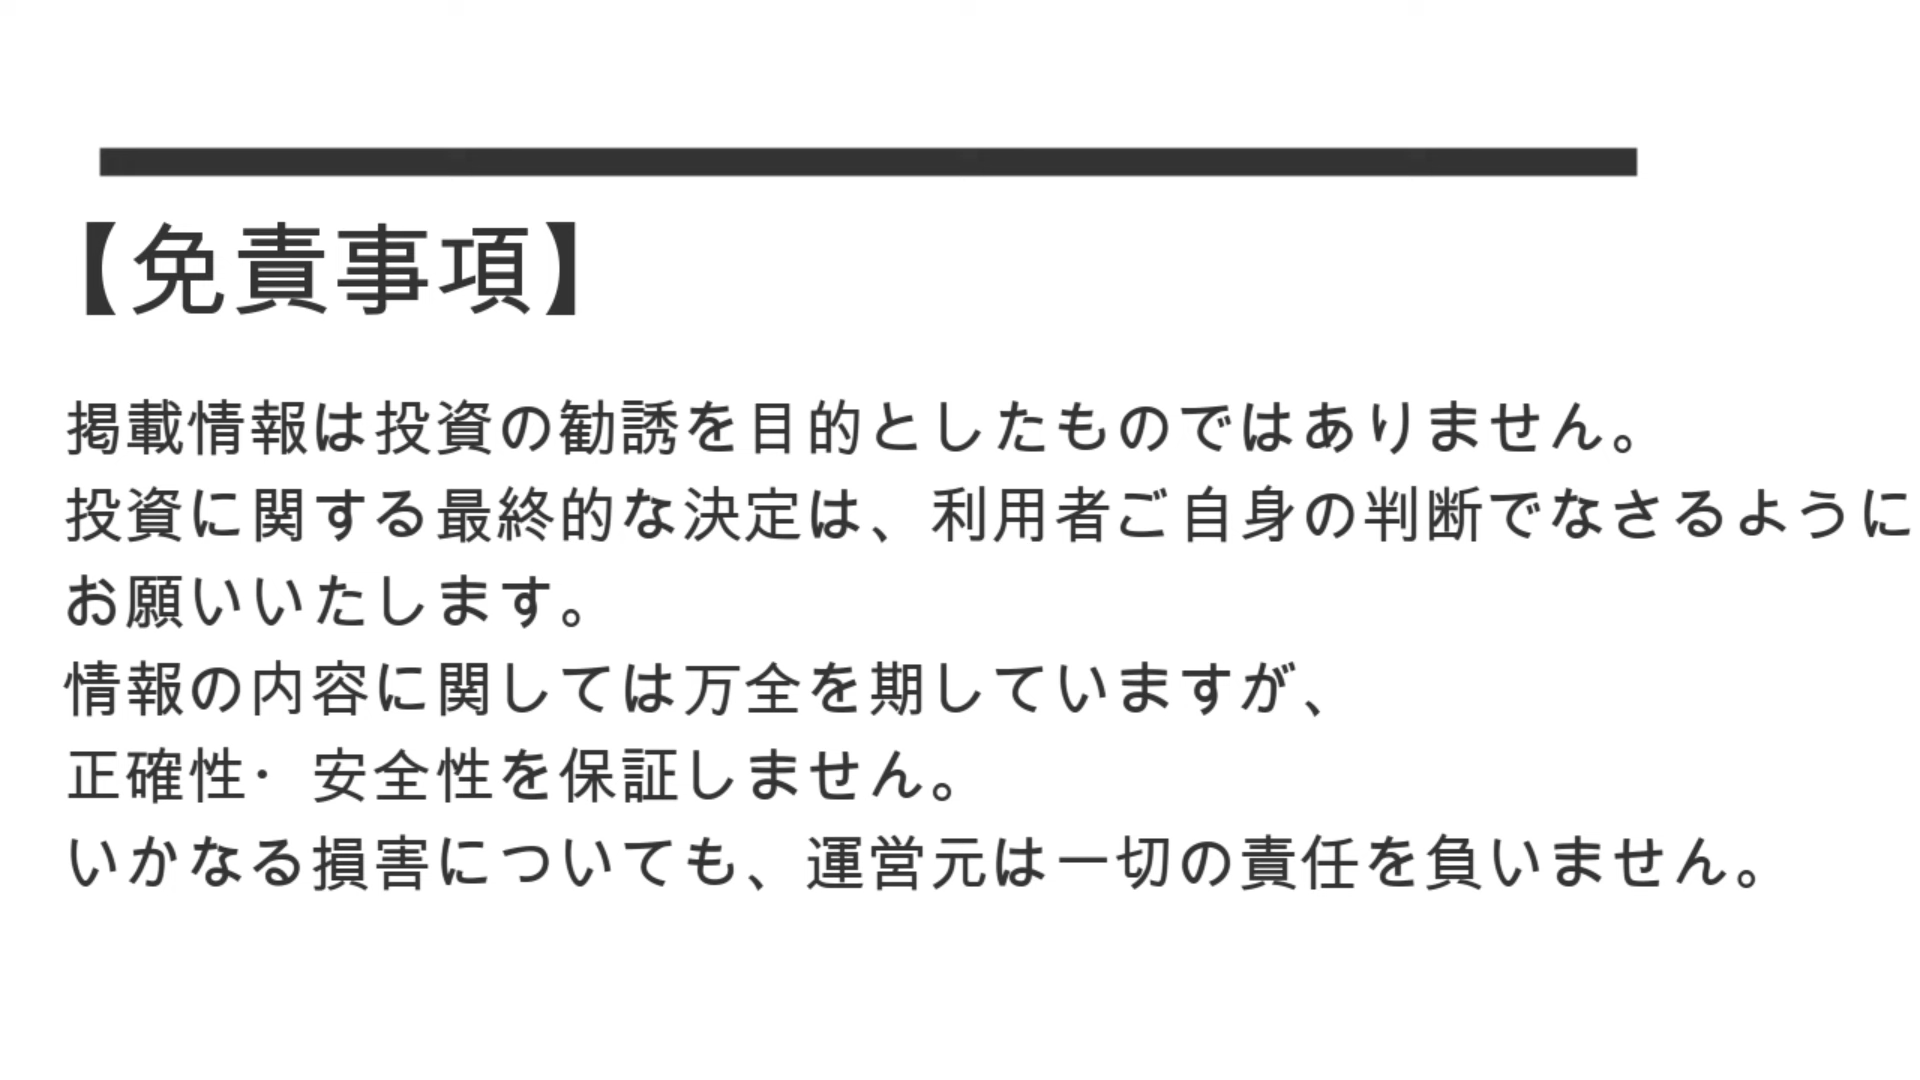 【免責事項】
掲載情報は投資の勧誘を目的としたものではありません。
投資に関する最終的な決定は、利用者ご自身の判断でなさるように
お願いいたします。
情報の内容に関しては万全を期していますが、
正確性・安全性を保証しません。
いかなる損害についても、運営元は一切の責任を負いません。